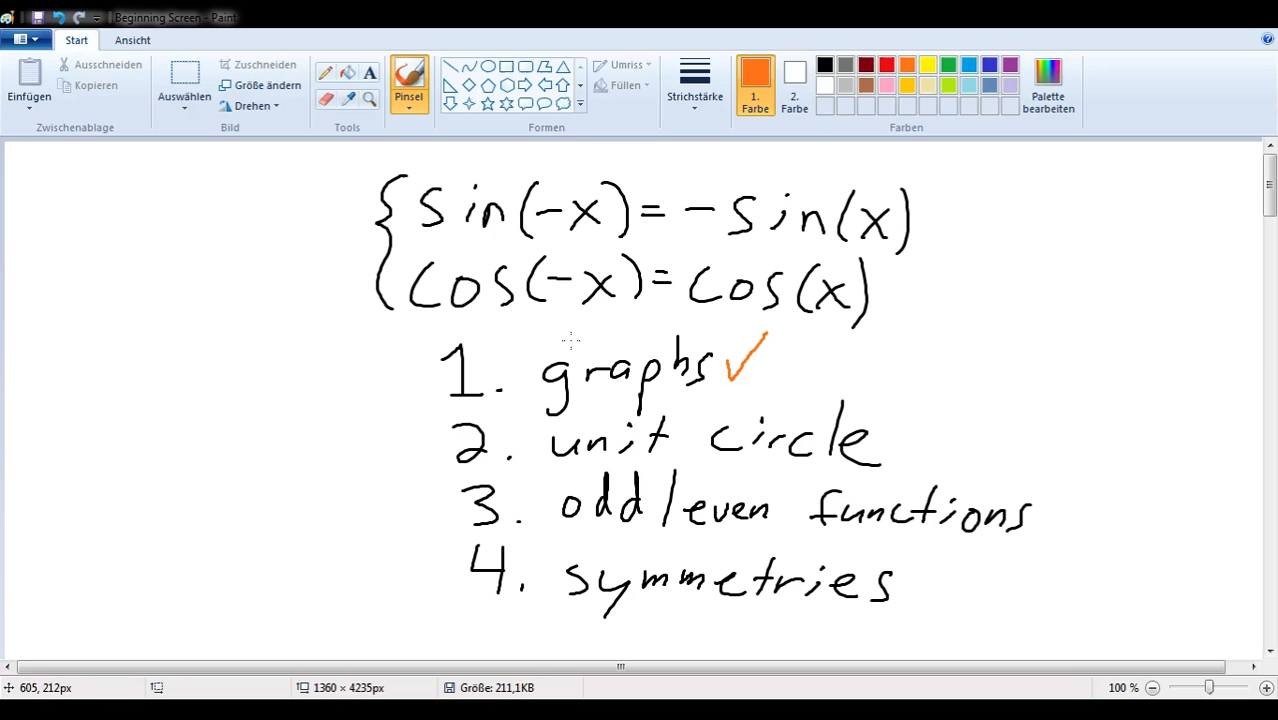 Beginning Screen - Paint
Start Ansicht
Einfügen
Ausschneiden
Kopieren
Zwischenablage
Auswählen
Zuschneiden
Größe ändern
Drehen
Bild
A
Tools
Pinsel
Umriss
Füllen
Formen
Strichstärke
1. Farbe
2. Farbe
Palette bearbeiten
Farben
sin(-x) = -sin(x)
cos(-x) = cos(x)
1. graphs ✓
2. unit circle
3. odd/even functions
4. symmetries
605, 212px
1360 × 4235px
Größe: 211,1KB
100 %